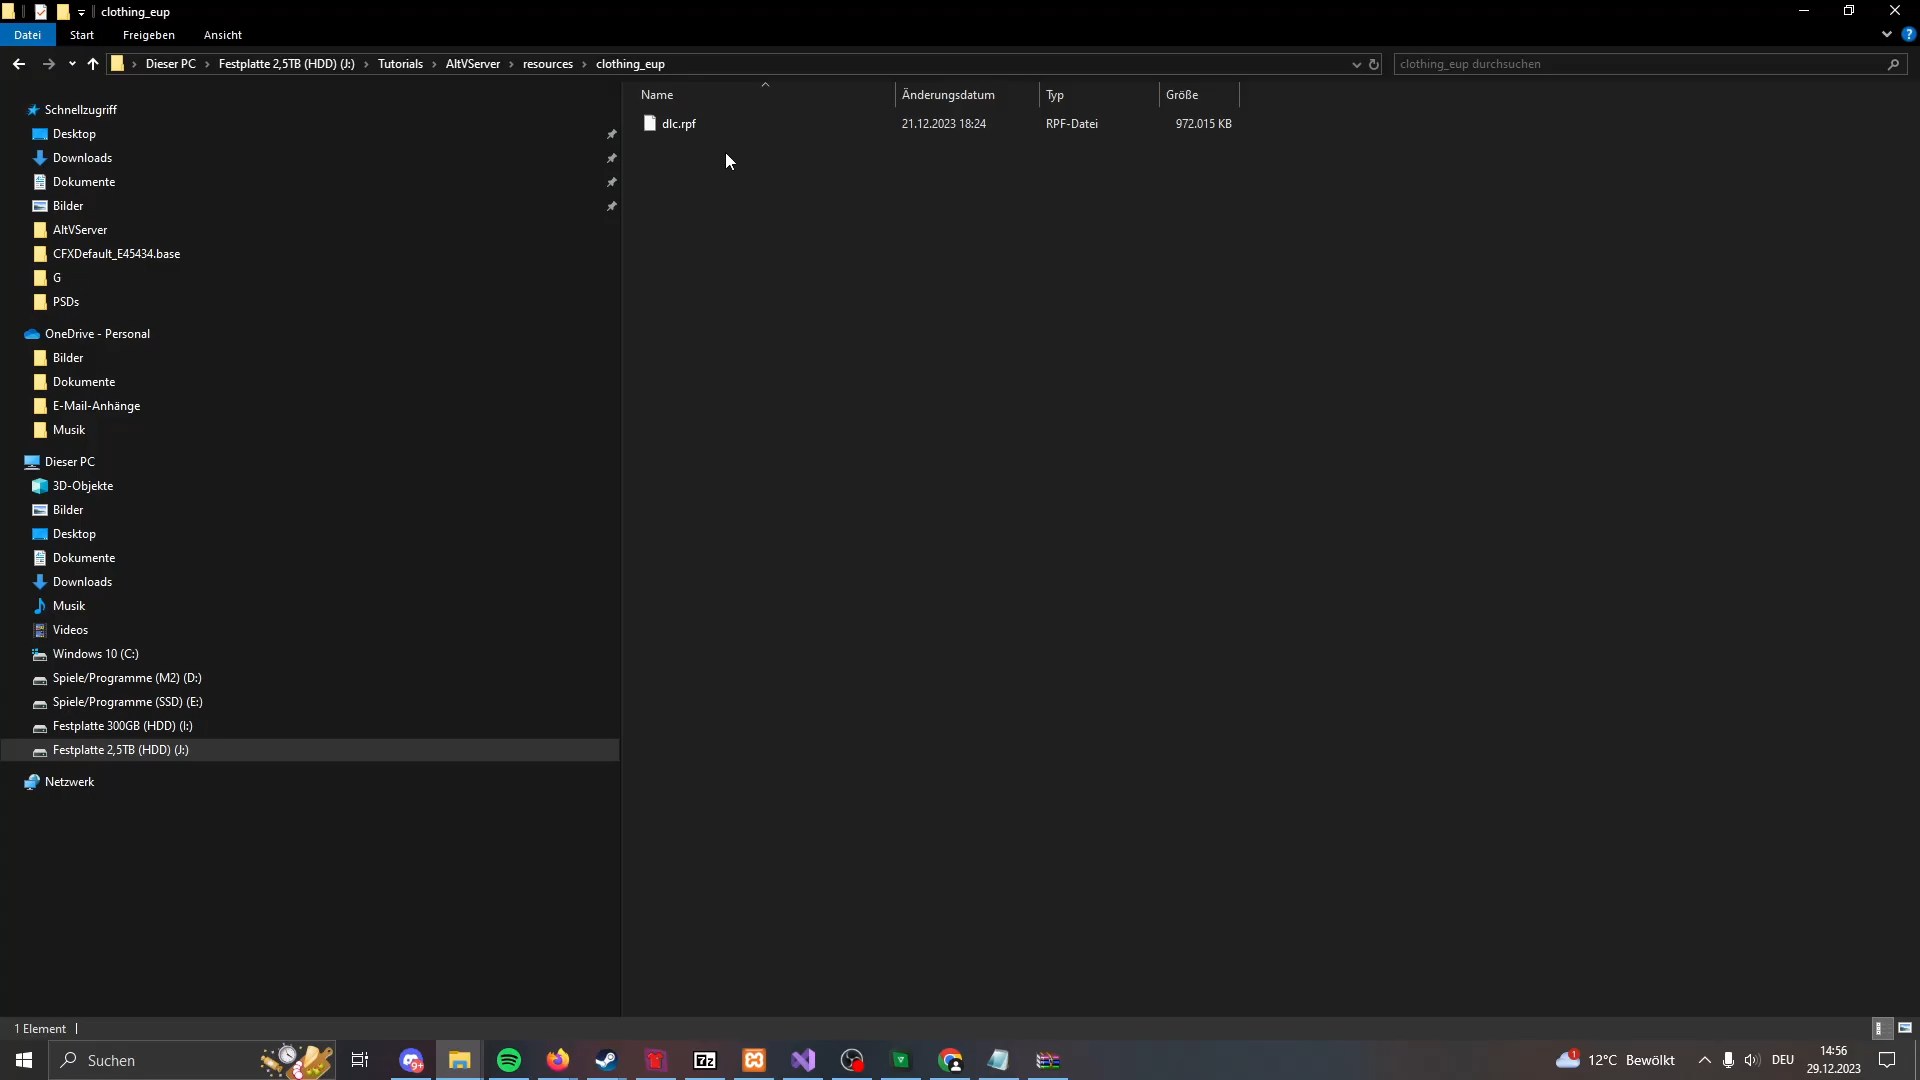 clothing_eup
Datei Start Freigeben Ansicht
Dieser PC Festplatte 2,5TB (HDD) (J:) Tutorials AltVServer resources clothing_eup
clothing_eup durchsuchen
Schnellzugriff
Desktop
Downloads
Dokumente
Bilder
AltVServer
CFXDefault_E45434.base
G
PSDs
OneDrive - Personal
Bilder
Dokumente
E-Mail-Anhänge
Musik
Dieser PC
3D-Objekte
Bilder
Desktop
Dokumente
Downloads
Musik
Videos
Windows 10 (C:)
Spiele/Programme (M2) (D:)
Spiele/Programme (SSD) (E:)
Festplatte 300GB (HDD) (I:)
Festplatte 2,5TB (HDD) (J:)
Netzwerk
Name Änderungsdatum Typ Größe
dlc.rpf 21.12.2023 18:24 RPF-Datei 972.015 KB
1 Element
Suchen
9+
7z
1
12°C Bewölkt
DEU
14:56
29.12.2023